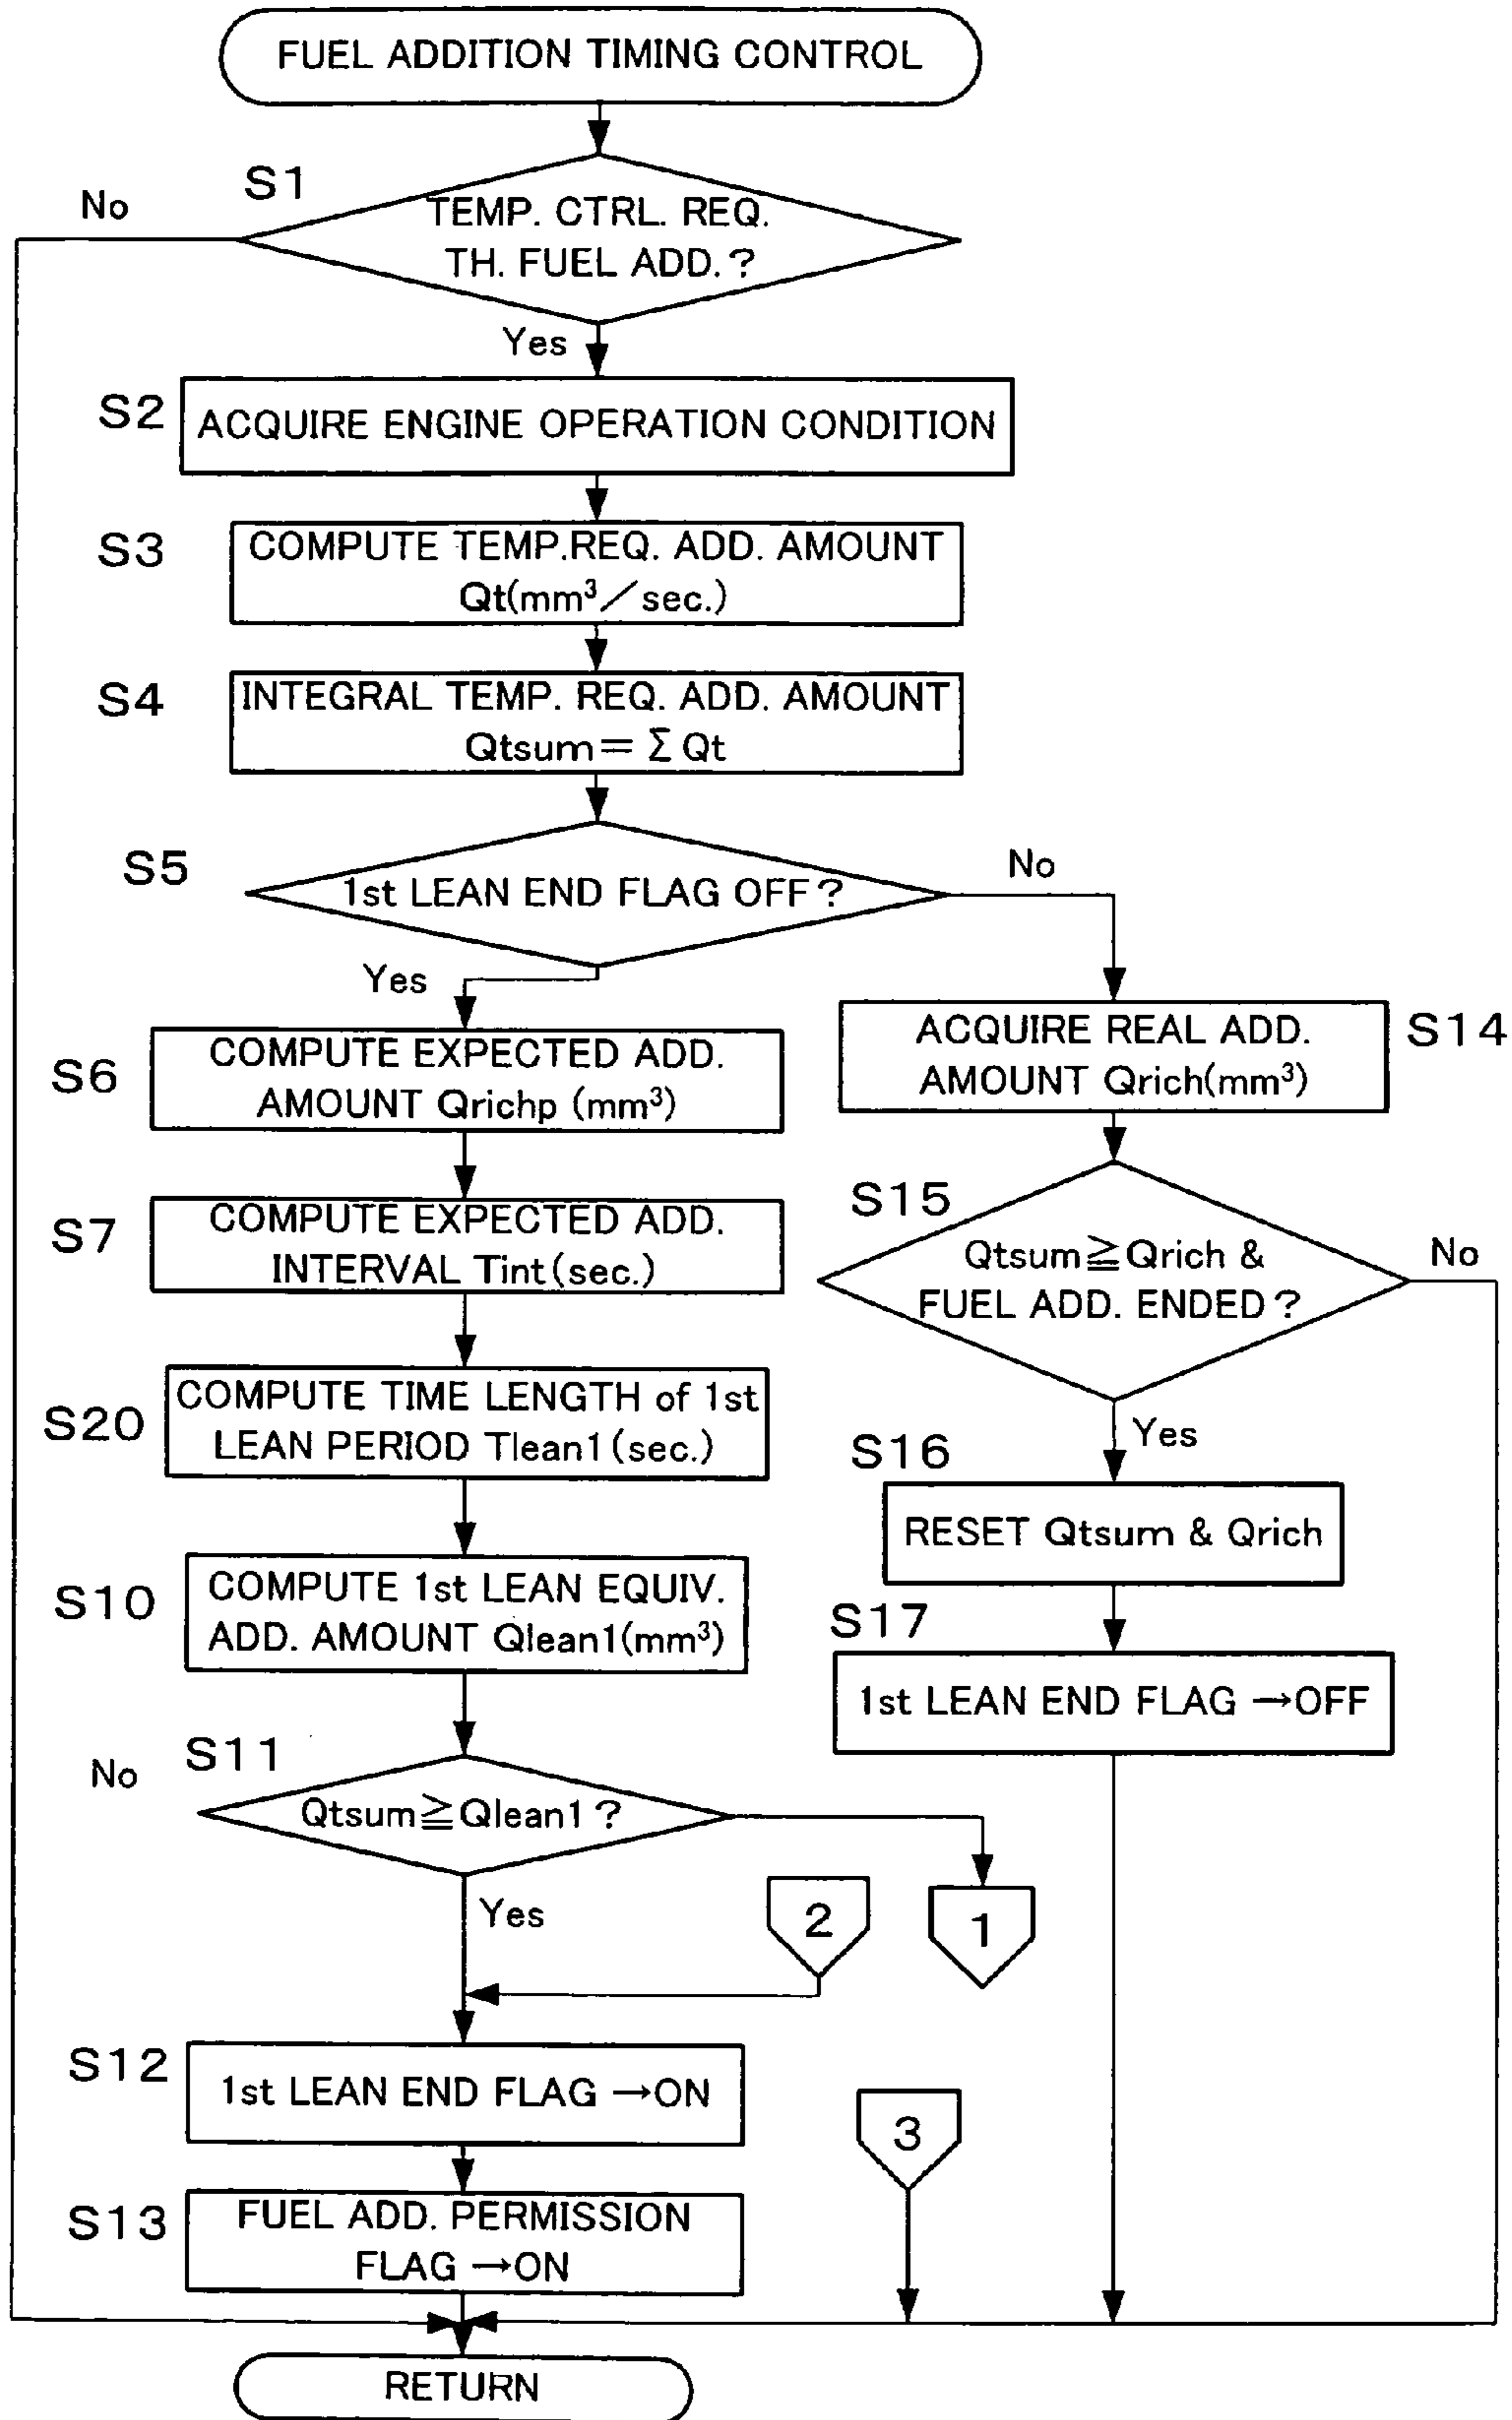 FUEL ADDITION TIMING CONTROL
S1
No
TEMP. CTRL. REQ.
TH. FUEL ADD.?
Yes
S2
ACQUIRE ENGINE OPERATION CONDITION
S3
COMPUTE TEMP.REQ. ADD. AMOUNT
Qt(mm³/sec.)
S4
INTEGRAL TEMP. REQ. ADD. AMOUNT
Qtsum=ΣQt
S5
1st LEAN END FLAG OFF?
No
Yes
S6
COMPUTE EXPECTED ADD.
AMOUNT Qrichp (mm³)
S7
COMPUTE EXPECTED ADD.
INTERVAL Tint(sec.)
S20
COMPUTE TIME LENGTH of 1st
LEAN PERIOD Tlean1(sec.)
S10
COMPUTE 1st LEAN EQUIV.
ADD. AMOUNT Qlean1(mm³)
S11
No
Qtsum≧Qlean1?
Yes
2
1
S12
1st LEAN END FLAG →ON
S13
FUEL ADD. PERMISSION
FLAG →ON
S14
ACQUIRE REAL ADD.
AMOUNT Qrich(mm³)
S15
Qtsum≧Qrich &
FUEL ADD. ENDED?
No
Yes
S16
RESET Qtsum & Qrich
S17
1st LEAN END FLAG →OFF
3
RETURN